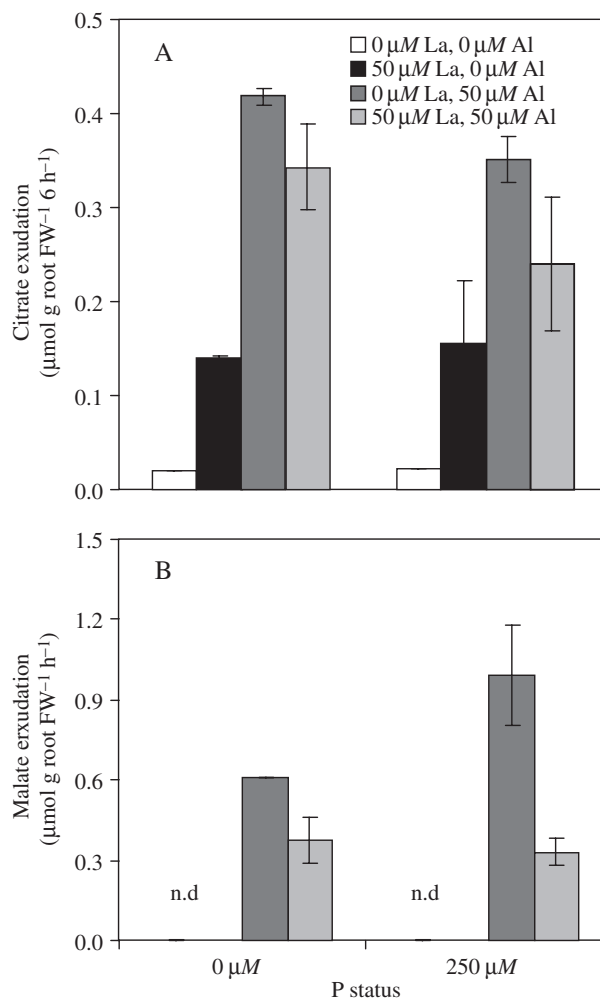 A
0 μM La, 0 μM Al
50 μM La, 0 μM Al
0 μM La, 50 μM Al
50 μM La, 50 μM Al
Citrate exudation
(μmol g root FW⁻¹ 6 h⁻¹)
0.5
0.4
0.3
0.2
0.1
0.0
B
Malate erxudation
(μmol g root FW⁻¹ h⁻¹)
1.5
1.2
0.9
0.6
0.3
0.0
n.d
n.d
0 μM
250 μM
P status